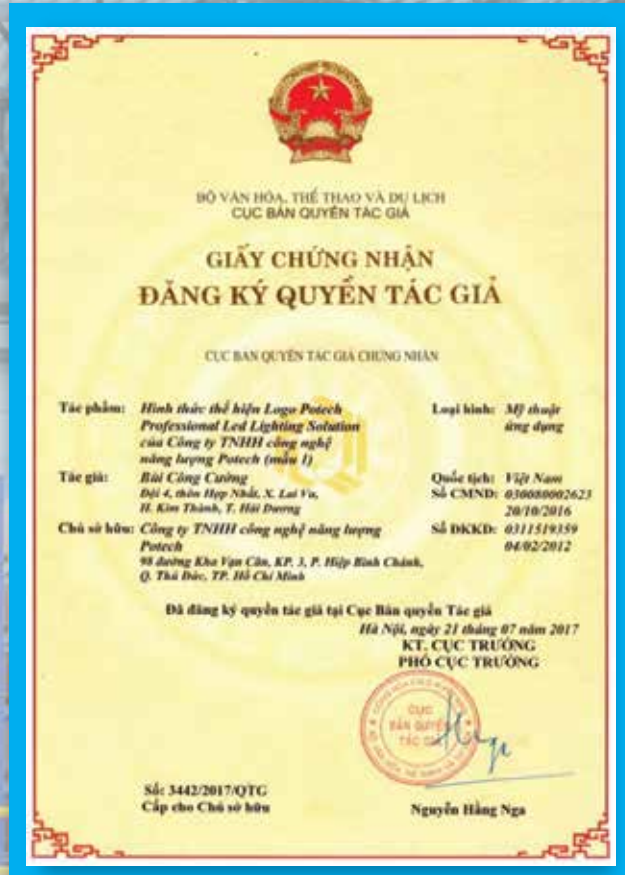 BỘ VĂN HÓA, THỂ THAO VÀ DU LỊCH
CỤC BẢN QUYỀN TÁC GIẢ
GIẤY CHỨNG NHẬN
ĐĂNG KÝ QUYỀN TÁC GIẢ
CỤC BẢN QUYỀN TÁC GIẢ CHỨNG NHẬN
Tác phẩm: Hình thức thể hiện Logo Potech Professional Led Lighting Solution của Công ty TNHH công nghệ năng lượng Potech (mẫu 1)
Loại hình: Mỹ thuật ứng dụng
Tác giả: Bùi Công Cường
Đội 4, thôn Hợp Nhất, X. Lai Vu,
H. Kim Thành, T. Hải Dương
Quốc tịch: Việt Nam
Số CMND: 030080002623
20/10/2016
Chủ sở hữu: Công ty TNHH công nghệ năng lượng Potech
98 đường Kha Vạn Cân, KP. 3, P. Hiệp Bình Chánh,
Q. Thủ Đức, TP. Hồ Chí Minh
Số ĐKKD: 0311519359
04/02/2012
Đã đăng ký quyền tác giả tại Cục Bản quyền Tác giả
Hà Nội, ngày 21 tháng 07 năm 2017
KT. CỤC TRƯỞNG
PHÓ CỤC TRƯỞNG
CỤC
BẢN QUYỀN
TÁC GIẢ
Số: 3442/2017/QTG
Cấp cho Chủ sở hữu
Nguyễn Hằng Nga